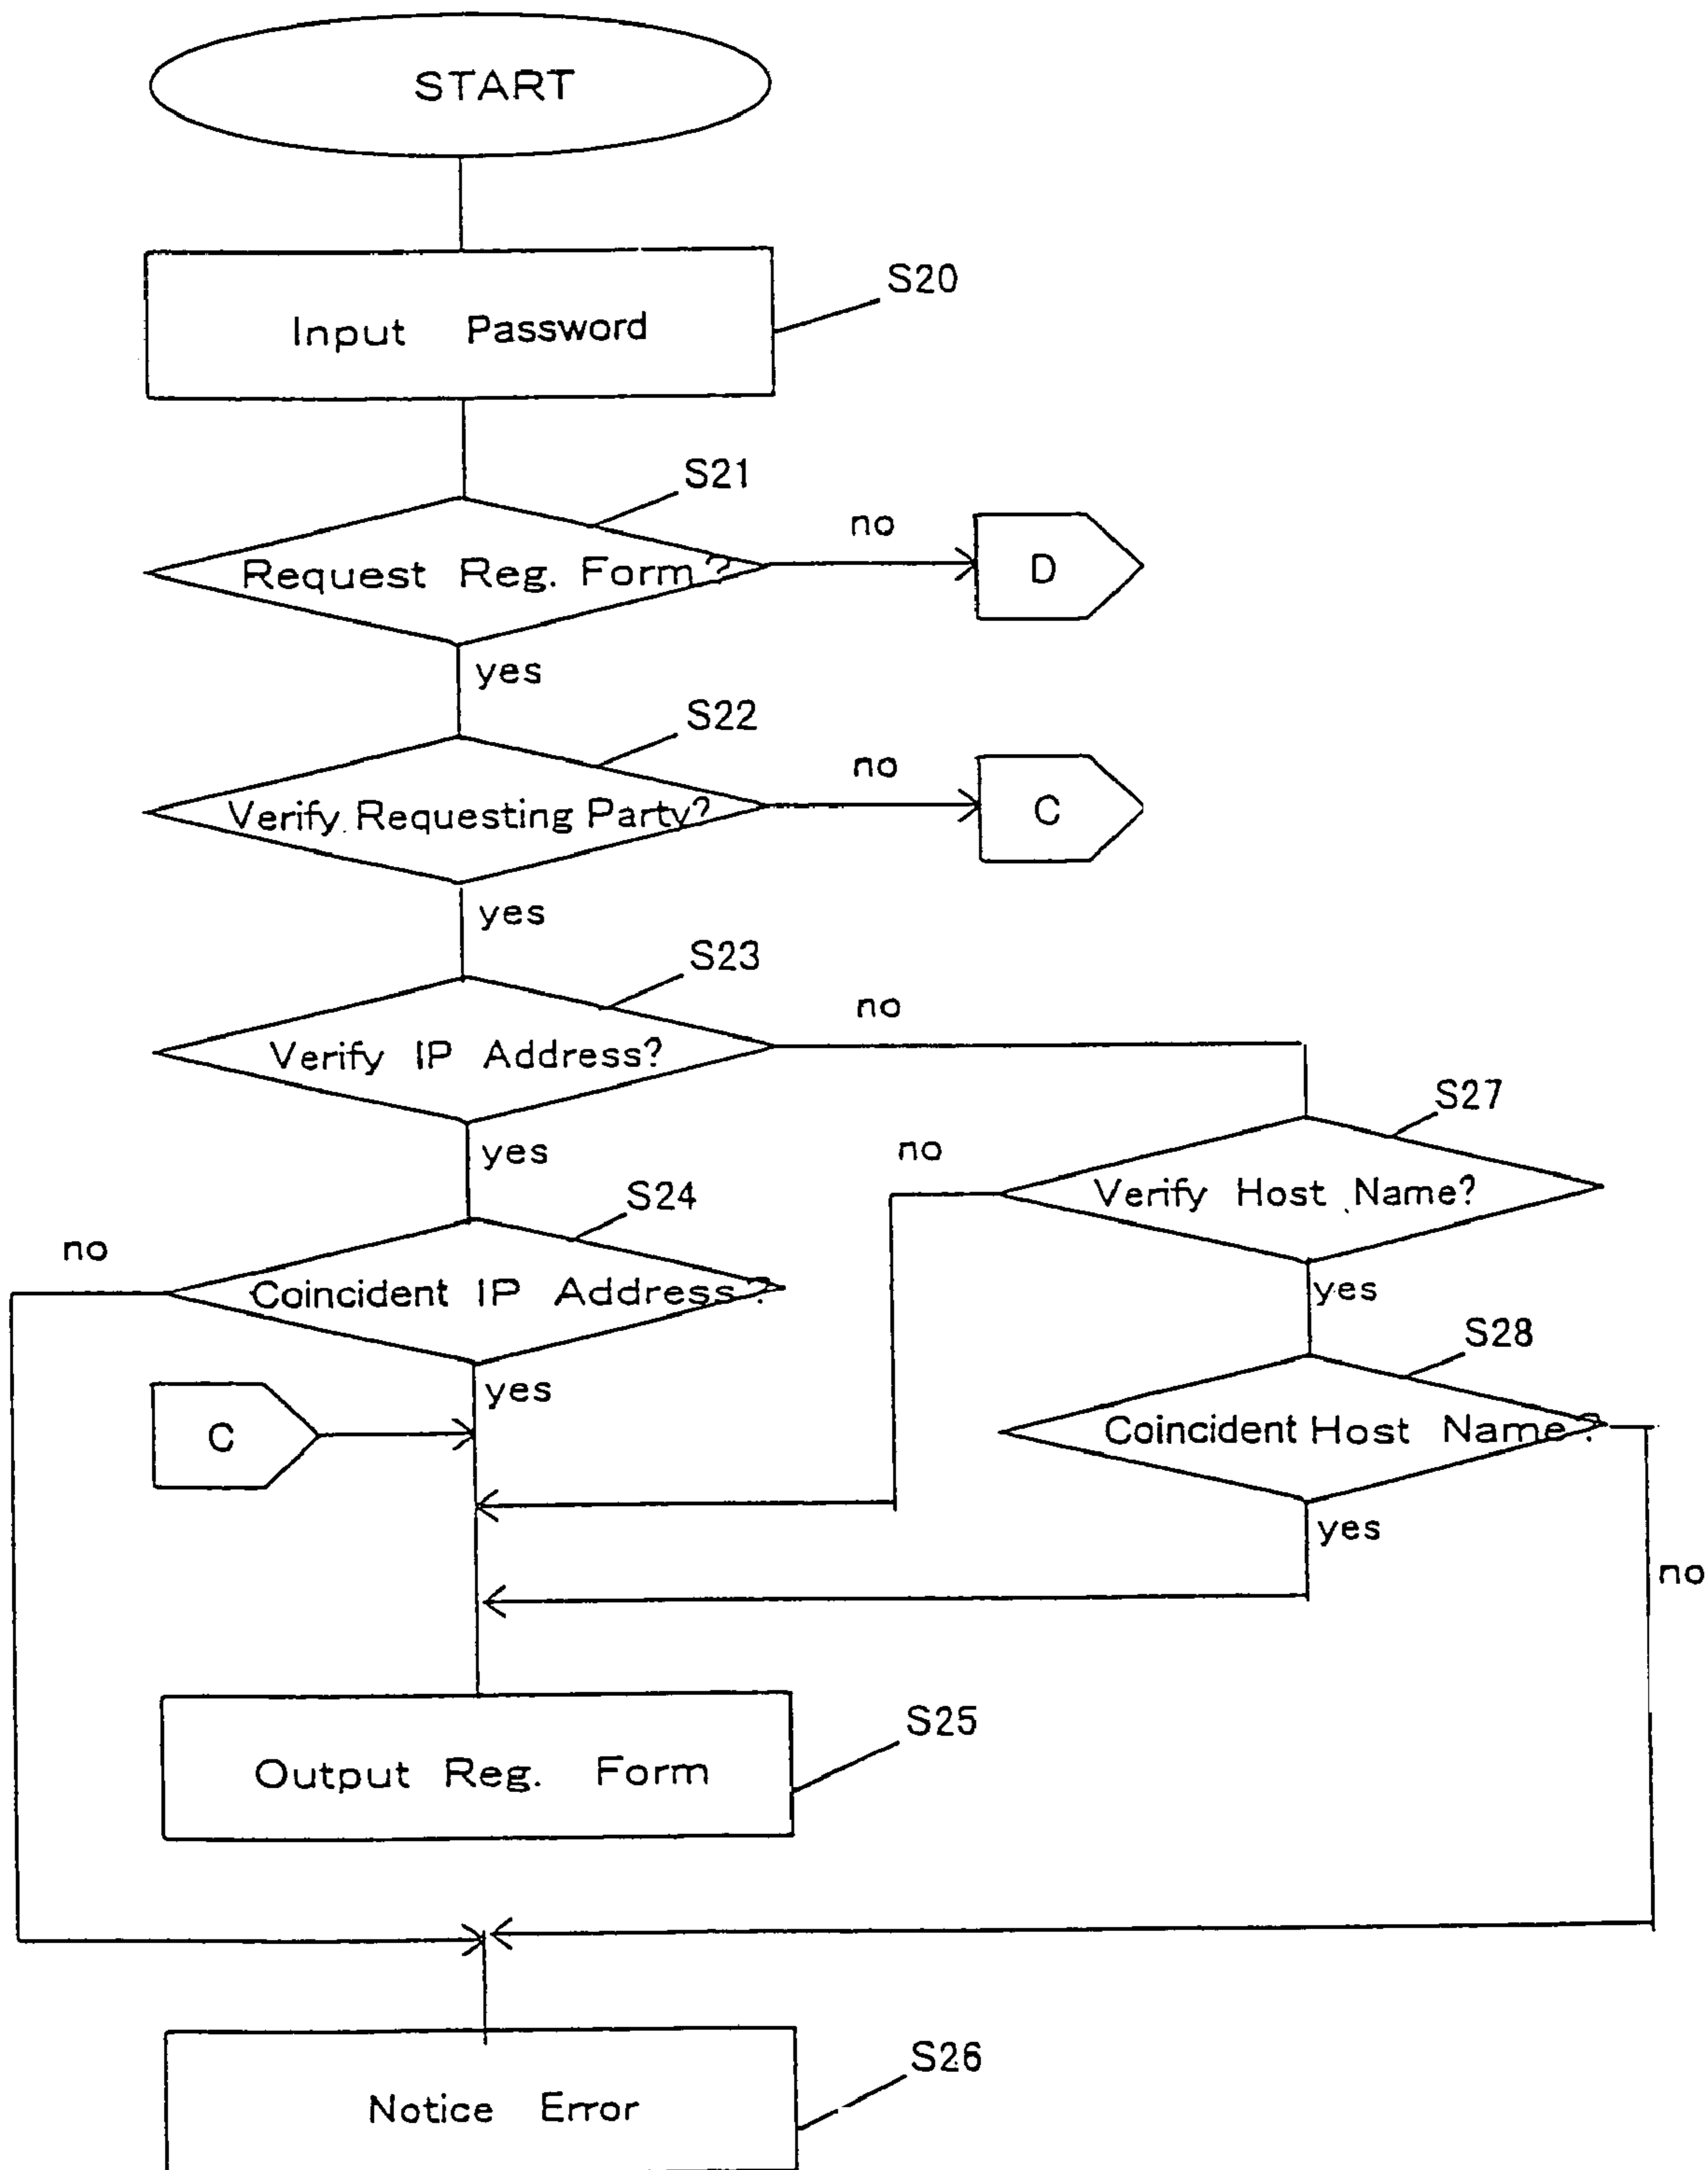 START
Input Password
S20
S21
Request Reg. Form?
no
D
yes
S22
Verify Requesting Party?
no
C
yes
S23
Verify IP Address?
no
yes
S27
Verify Host Name?
no
yes
S24
Coincident IP Address?
no
yes
S28
Coincident Host Name?
yes
no
C
Output Reg. Form
S25
Notice Error
S26